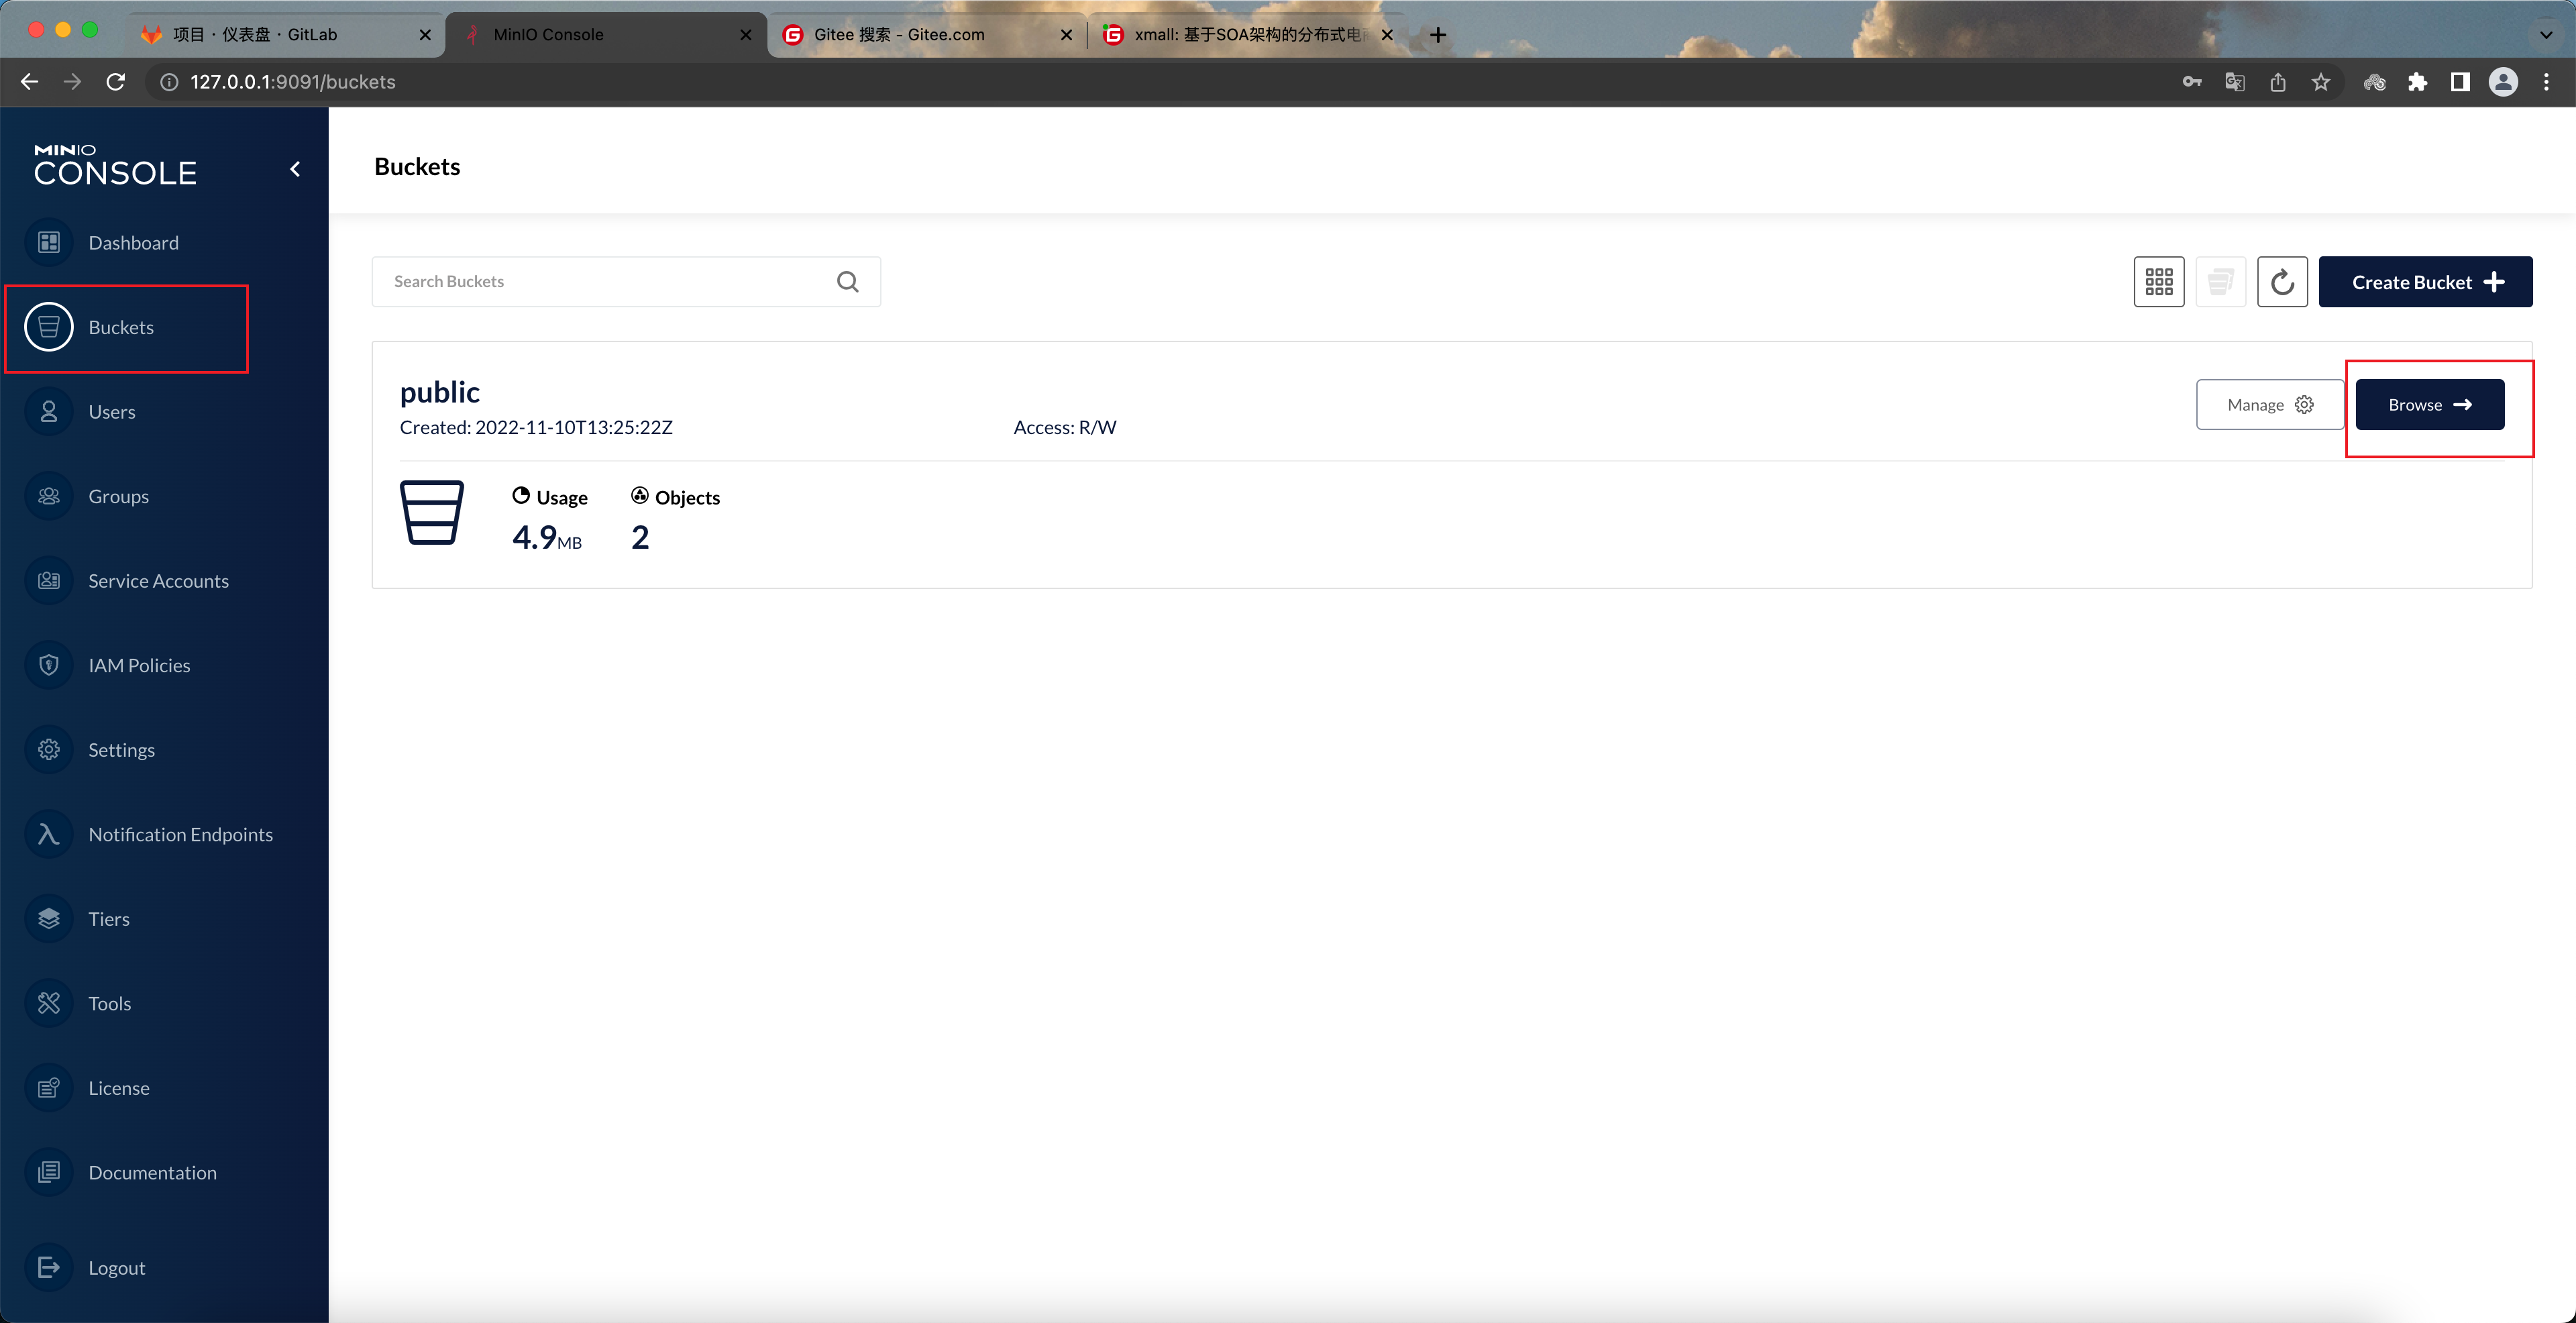 项目 · 仪表盘 · GitLab
MinIO Console
Gitee 搜索 - Gitee.com
xmall: 基于SOA架构的分布式电商
127.0.0.1:9091/buckets
MINIO
CONSOLE
Dashboard
Buckets
Users
Groups
Service Accounts
IAM Policies
Settings
Notification Endpoints
Tiers
Tools
License
Documentation
Logout
Buckets
Search Buckets
Create Bucket
public
Created: 2022-11-10T13:25:22Z
Access: R/W
Manage
Browse
Usage
4.9MB
Objects
2